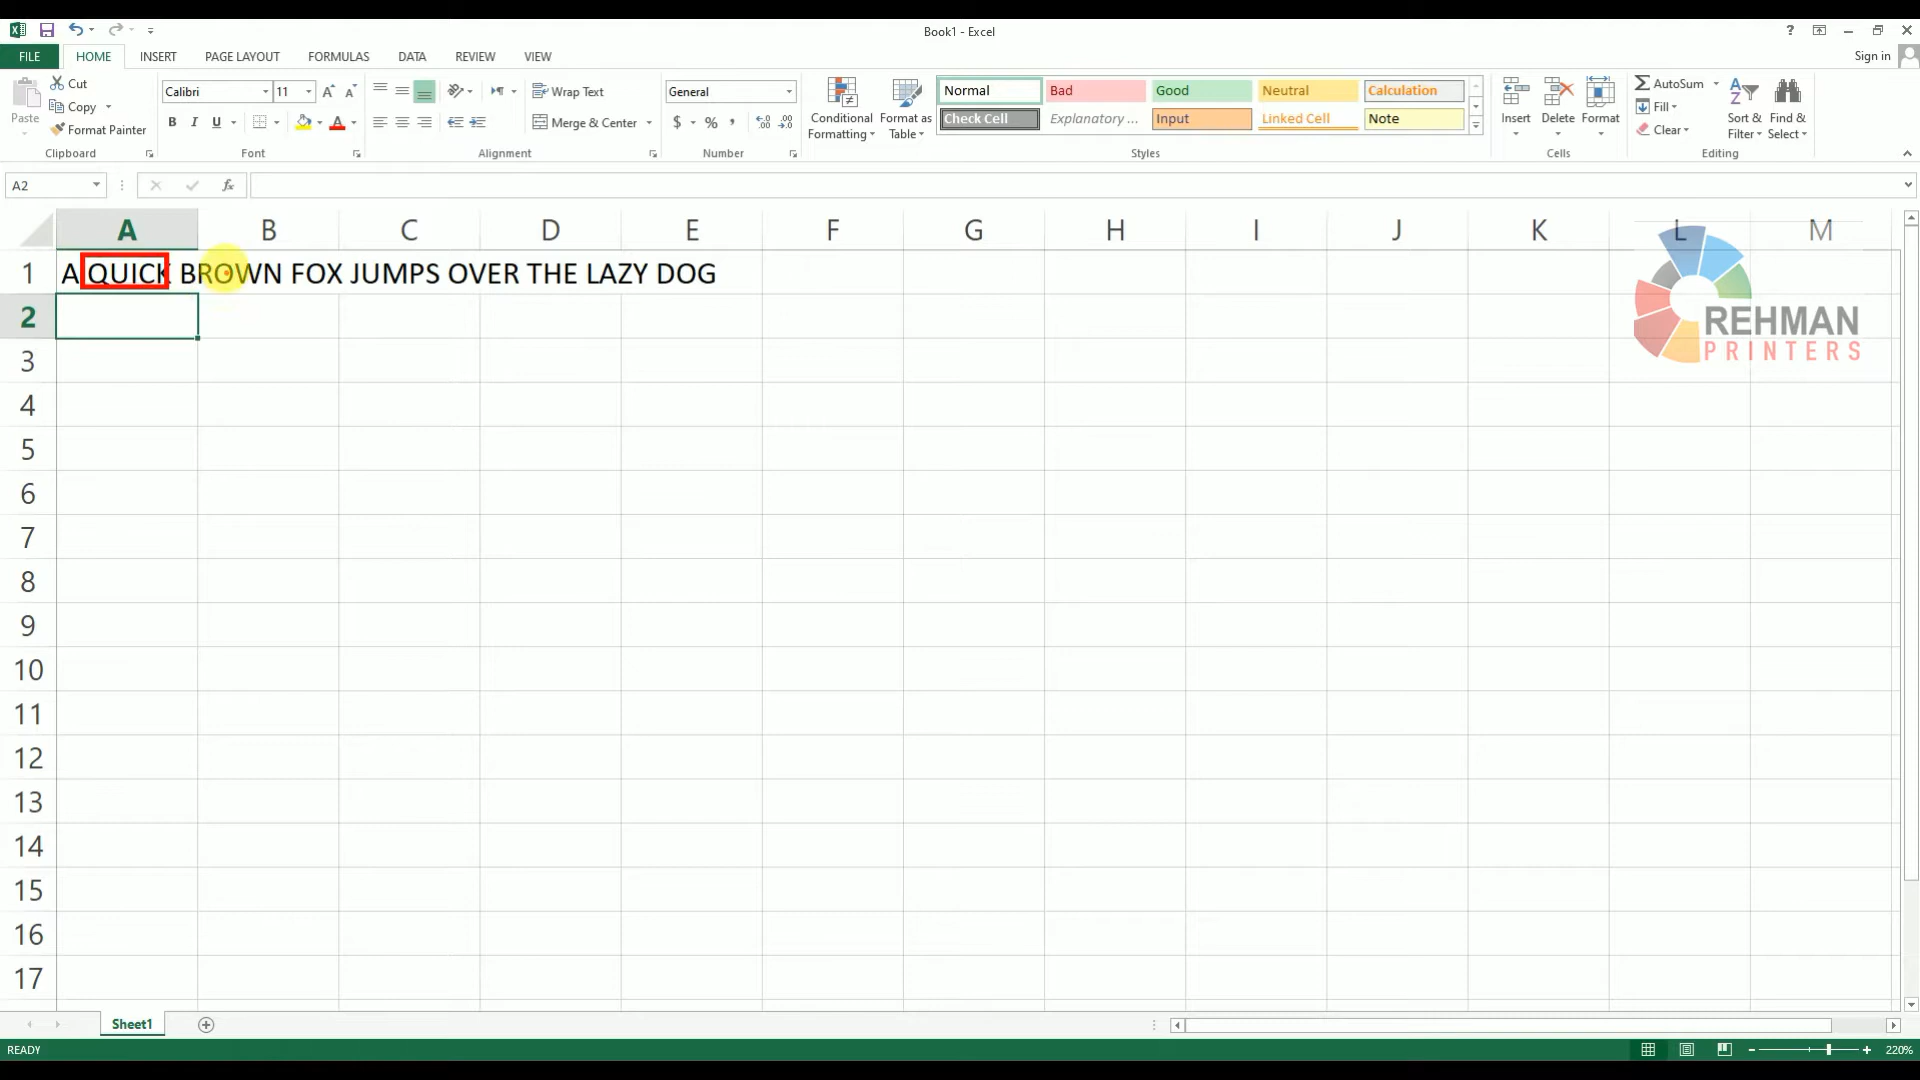 Book1 - Excel
?
Sign in
FILE HOME INSERT PAGE LAYOUT FORMULAS DATA REVIEW VIEW
Paste
Cut
Copy
Format Painter
Clipboard
Calibri 11 A A
B I U A
Font
Wrap Text
Merge & Center
Alignment
General
$ % , .00 .0
Number
Conditional Formatting
Format as Table
Normal Bad Good Neutral Calculation
Check Cell Explanatory ... Input Linked Cell Note
Styles
Insert Delete Format
Cells
AutoSum
Fill
Clear
Sort & Filter
Find & Select
Editing
A2 fx
A B C D E F G H I J K L M
1 A QUICK BROWN FOX JUMPS OVER THE LAZY DOG
2
3
4
5
6
7
8
9
10
11
12
13
14
15
16
17
REHMAN
PRINTERS
Sheet1
READY
220%